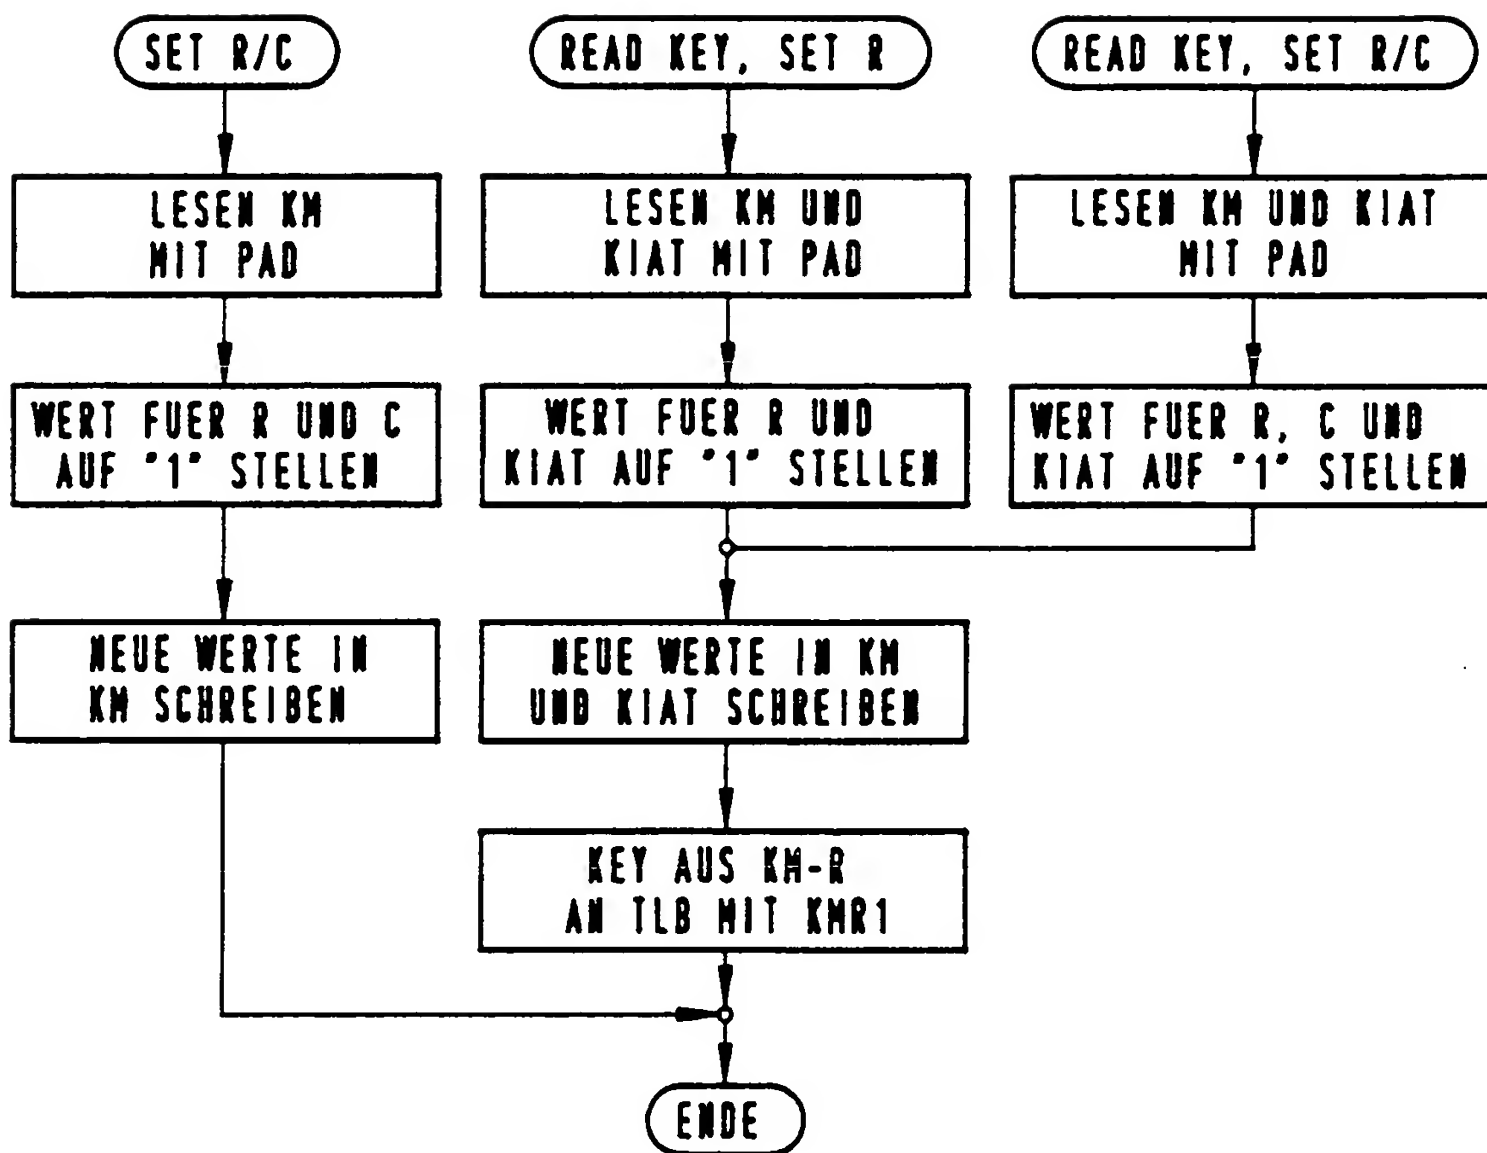 SET R/C
LESEN KM
MIT PAD
WERT FUER R UND C
AUF "1" STELLEN
NEUE WERTE IN
KM SCHREIBEN
READ KEY, SET R
LESEN KM UND
KIAT MIT PAD
WERT FUER R UND
KIAT AUF "1" STELLEN
NEUE WERTE IN KM
UND KIAT SCHREIBEN
KEY AUS KM-R
AN TLB MIT KMR1
READ KEY, SET R/C
LESEN KM UND KIAT
MIT PAD
WERT FUER R, C UND
KIAT AUF "1" STELLEN
ENDE